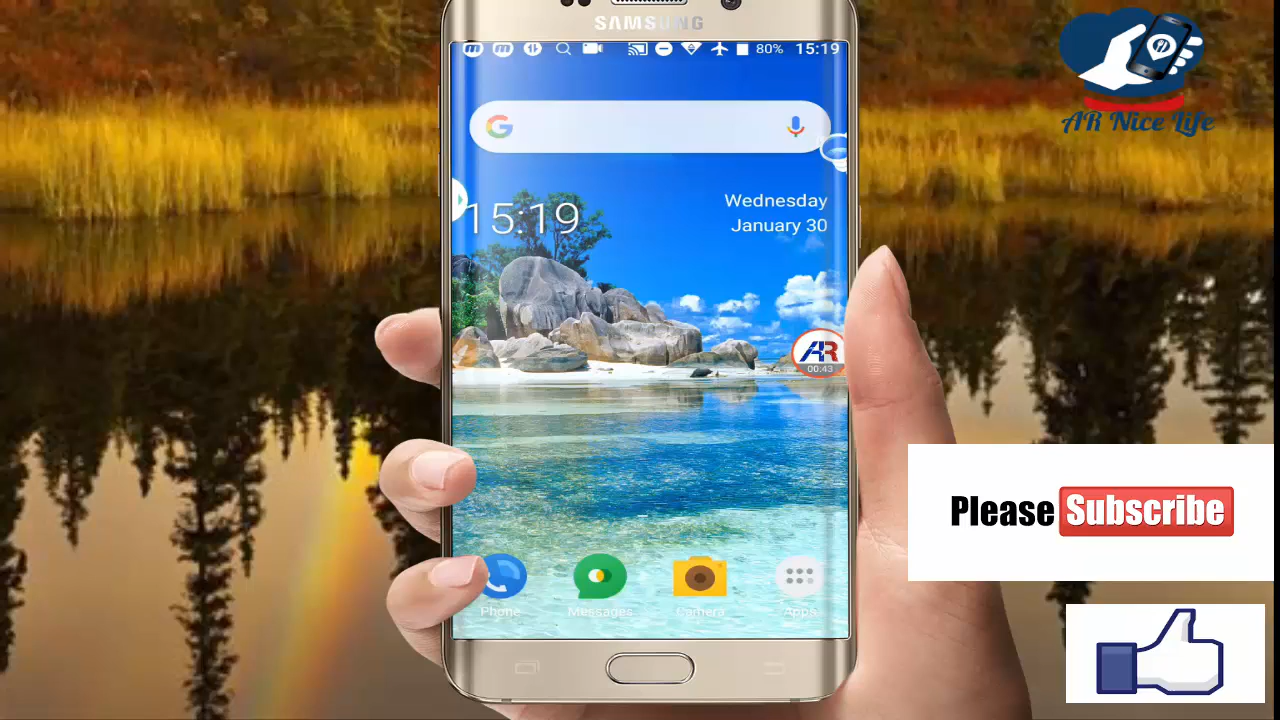 SAMSUNG
80% 15:19
AR Nice Life
15:19
Wednesday
January 30
AR
00:43
Please Subscribe
Phone
Messages
Camera
Apps